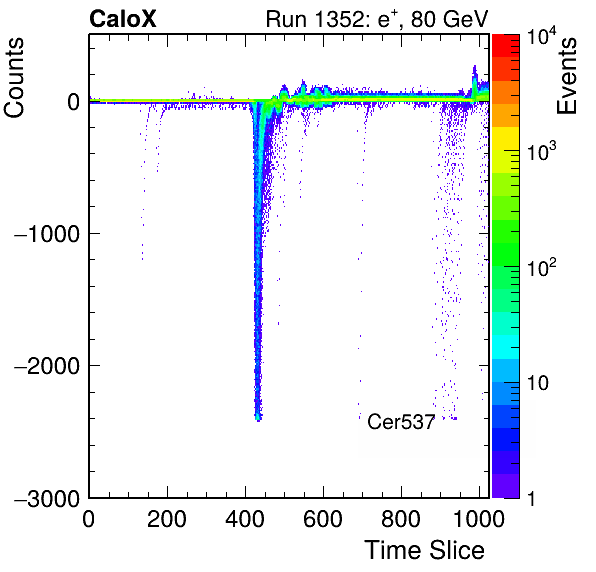 CaloX Run 1352: e⁺, 80 GeV
Counts
Events
0
−1000
−2000
−3000
0 200 400 600 800 1000
Time Slice
Cer537
10⁴
10³
10²
10
1